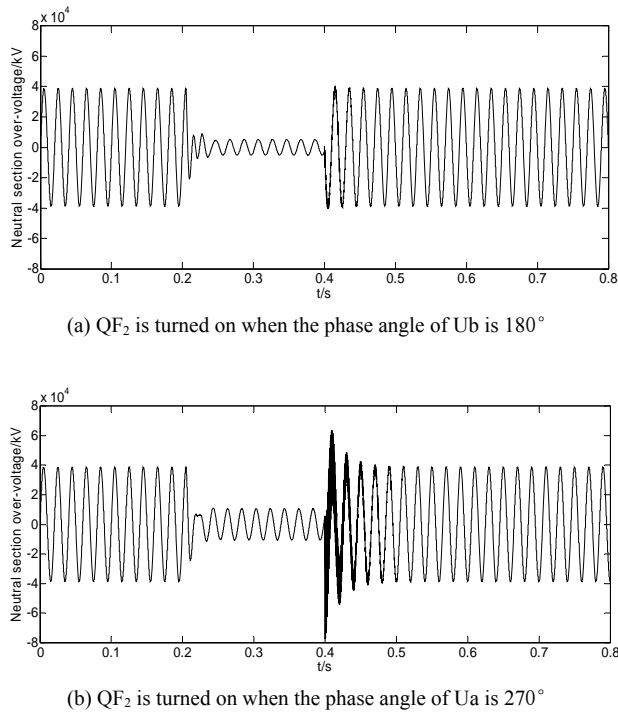 x 10⁴
8
6
4
2
0
-2
-4
-6
-8
Neutral section over-voltage/kV
0 0.1 0.2 0.3 0.4 0.5 0.6 0.7 0.8
t/s
(a) QF₂ is turned on when the phase angle of Ub is 180°
x 10⁴
8
6
4
2
0
-2
-4
-6
-8
Neutral section over-voltage/kV
0 0.1 0.2 0.3 0.4 0.5 0.6 0.7 0.8
t/s
(b) QF₂ is turned on when the phase angle of Ua is 270°